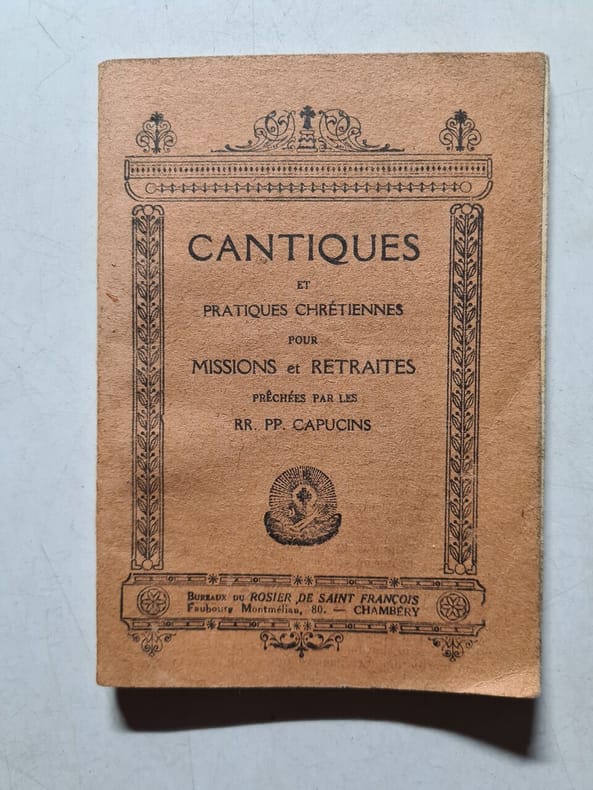 CANTIQUES
ET
PRATIQUES CHRÉTIENNES
POUR
MISSIONS et RETRAITES
PRÊCHÉES PAR LES
RR. PP. CAPUCINS
BUREAUX DU ROSIER DE SAINT FRANÇOIS
Faubourg Montmélian, 80. — CHAMBÉRY